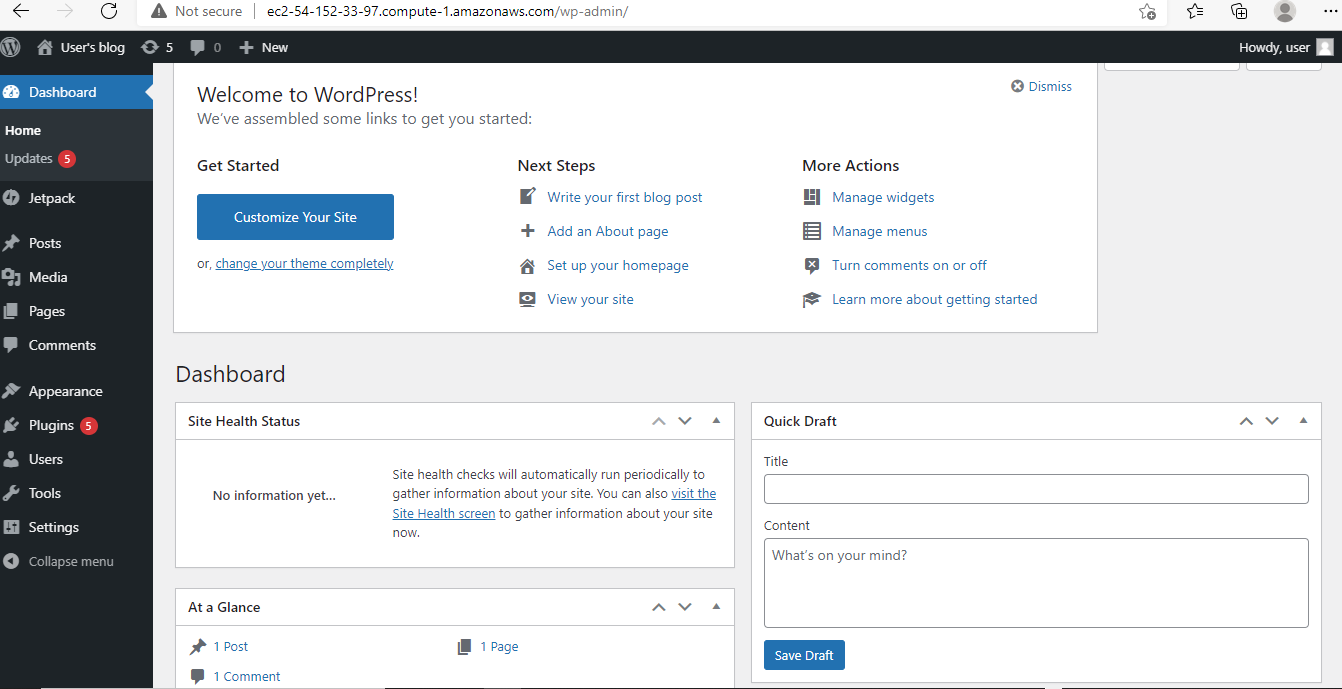 Not secure ec2-54-152-33-97.compute-1.amazonaws.com/wp-admin/
User's blog 5 0 New Howdy, user
Dashboard
Home
Updates 5
Jetpack
Posts
Media
Pages
Comments
Appearance
Plugins 5
Users
Tools
Settings
Collapse menu
Welcome to WordPress!
Dismiss
We've assembled some links to get you started:
Get Started
Customize Your Site
or, change your theme completely
Next Steps
Write your first blog post
Add an About page
Set up your homepage
View your site
More Actions
Manage widgets
Manage menus
Turn comments on or off
Learn more about getting started
Dashboard
Site Health Status
No information yet...
Site health checks will automatically run periodically to
gather information about your site. You can also visit the
Site Health screen to gather information about your site
now.
At a Glance
1 Post
1 Page
1 Comment
Quick Draft
Title
Content
What's on your mind?
Save Draft